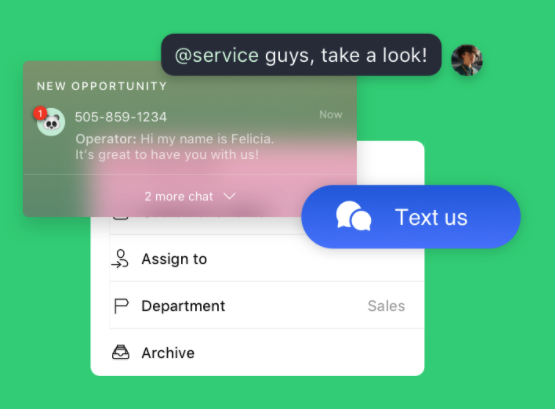 @service guys, take a look!
NEW OPPORTUNITY
1
505-859-1234
Now
Operator: Hi my name is Felicia.
It's great to have you with us!
2 more chat
Text us
Assign to
Department
Sales
Archive